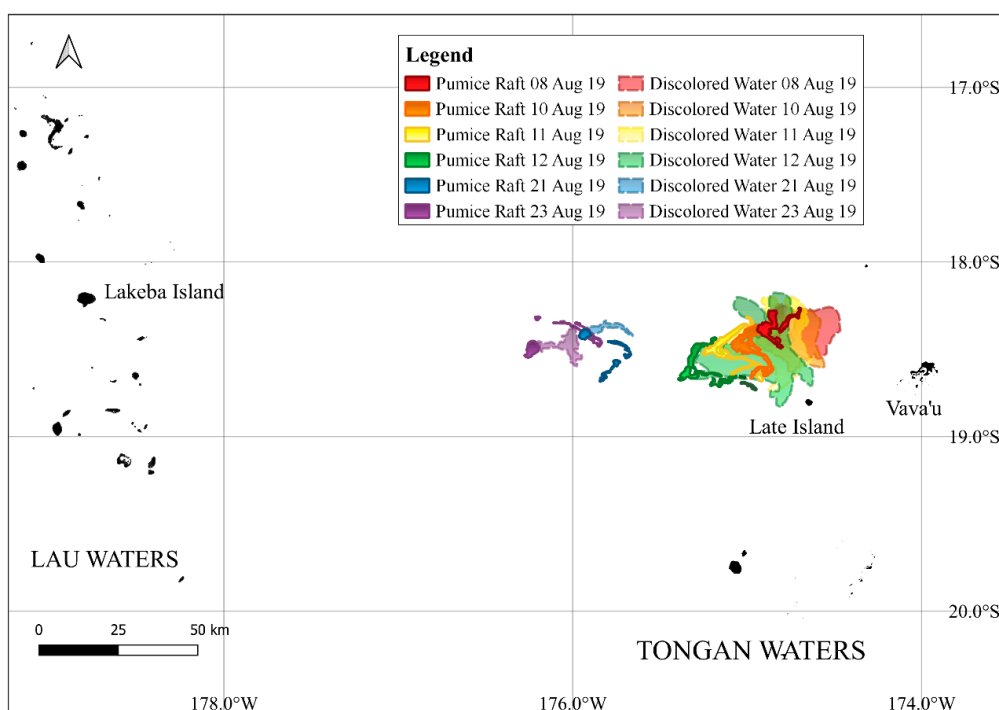 Legend
Pumice Raft 08 Aug 19 Discolored Water 08 Aug 19
Pumice Raft 10 Aug 19 Discolored Water 10 Aug 19
Pumice Raft 11 Aug 19 Discolored Water 11 Aug 19
Pumice Raft 12 Aug 19 Discolored Water 12 Aug 19
Pumice Raft 21 Aug 19 Discolored Water 21 Aug 19
Pumice Raft 23 Aug 19 Discolored Water 23 Aug 19
17.0°S
18.0°S
Lakeba Island
Vava'u
Late Island
19.0°S
LAU WATERS
20.0°S
0 25 50 km
TONGAN WATERS
178.0°W 176.0°W 174.0°W